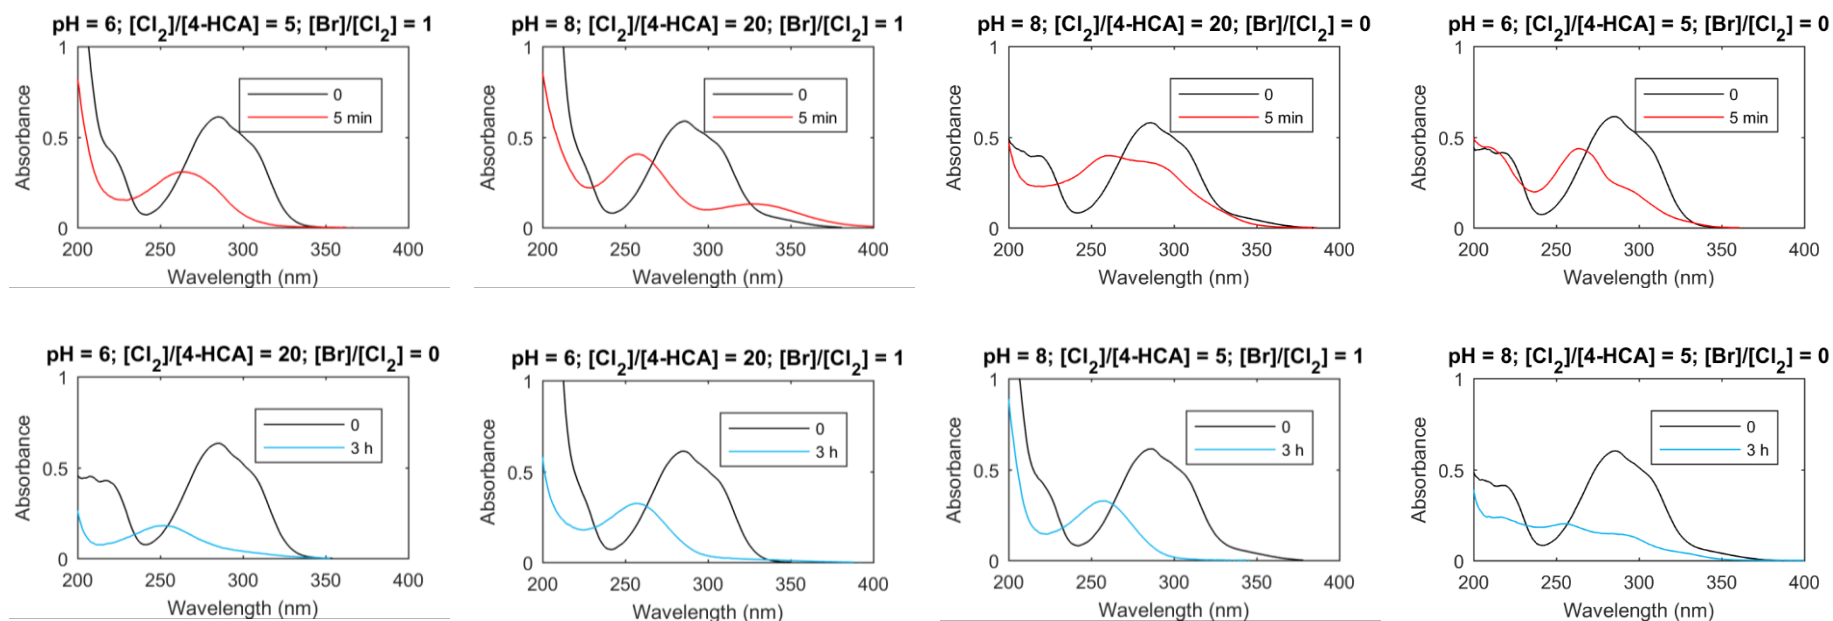 pH = 6; [Cl2]/[4-HCA] = 5; [Br]/[Cl2] = 1
1
0.5
0
Absorbance
0
5 min
200 250 300 350 400
Wavelength (nm)
pH = 8; [Cl2]/[4-HCA] = 20; [Br]/[Cl2] = 1
1
0.5
0
Absorbance
0
5 min
200 250 300 350 400
Wavelength (nm)
pH = 8; [Cl2]/[4-HCA] = 20; [Br]/[Cl2] = 0
1
0.5
0
Absorbance
0
5 min
200 250 300 350 400
Wavelength (nm)
pH = 6; [Cl2]/[4-HCA] = 5; [Br]/[Cl2] = 0
1
0.5
0
Absorbance
0
5 min
200 250 300 350 400
Wavelength (nm)
pH = 6; [Cl2]/[4-HCA] = 20; [Br]/[Cl2] = 0
1
0.5
0
Absorbance
0
3 h
200 250 300 350 400
Wavelength (nm)
pH = 6; [Cl2]/[4-HCA] = 20; [Br]/[Cl2] = 1
1
0.5
0
Absorbance
0
3 h
200 250 300 350 400
Wavelength (nm)
pH = 8; [Cl2]/[4-HCA] = 5; [Br]/[Cl2] = 1
1
0.5
0
Absorbance
0
3 h
200 250 300 350 400
Wavelength (nm)
pH = 8; [Cl2]/[4-HCA] = 5; [Br]/[Cl2] = 0
1
0.5
0
Absorbance
0
3 h
200 250 300 350 400
Wavelength (nm)